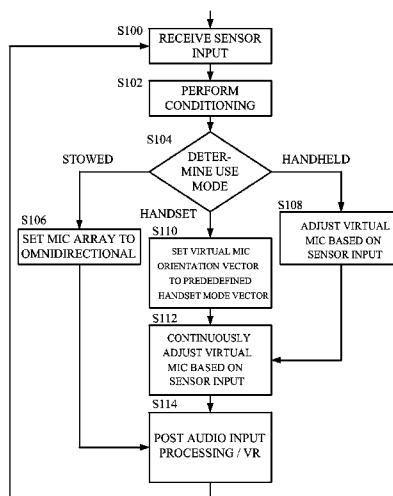 S100
RECEIVE SENSOR
INPUT
S102
PERFORM
CONDITIONING
S104
DETER-
MINE USE
MODE
STOWED
HANDHELD
HANDSET
S106
SET MIC ARRAY TO
OMNIDIRECTIONAL
S110
SET VIRTUAL MIC
ORIENTATION VECTOR
TO PREDEFINED
HANDSET MODE VECTOR
S108
ADJUST VIRTUAL
MIC BASED ON
SENSOR INPUT
S112
CONTINUOUSLY
ADJUST VIRTUAL
MIC BASED ON
SENSOR INPUT
S114
POST AUDIO INPUT
PROCESSING / VR